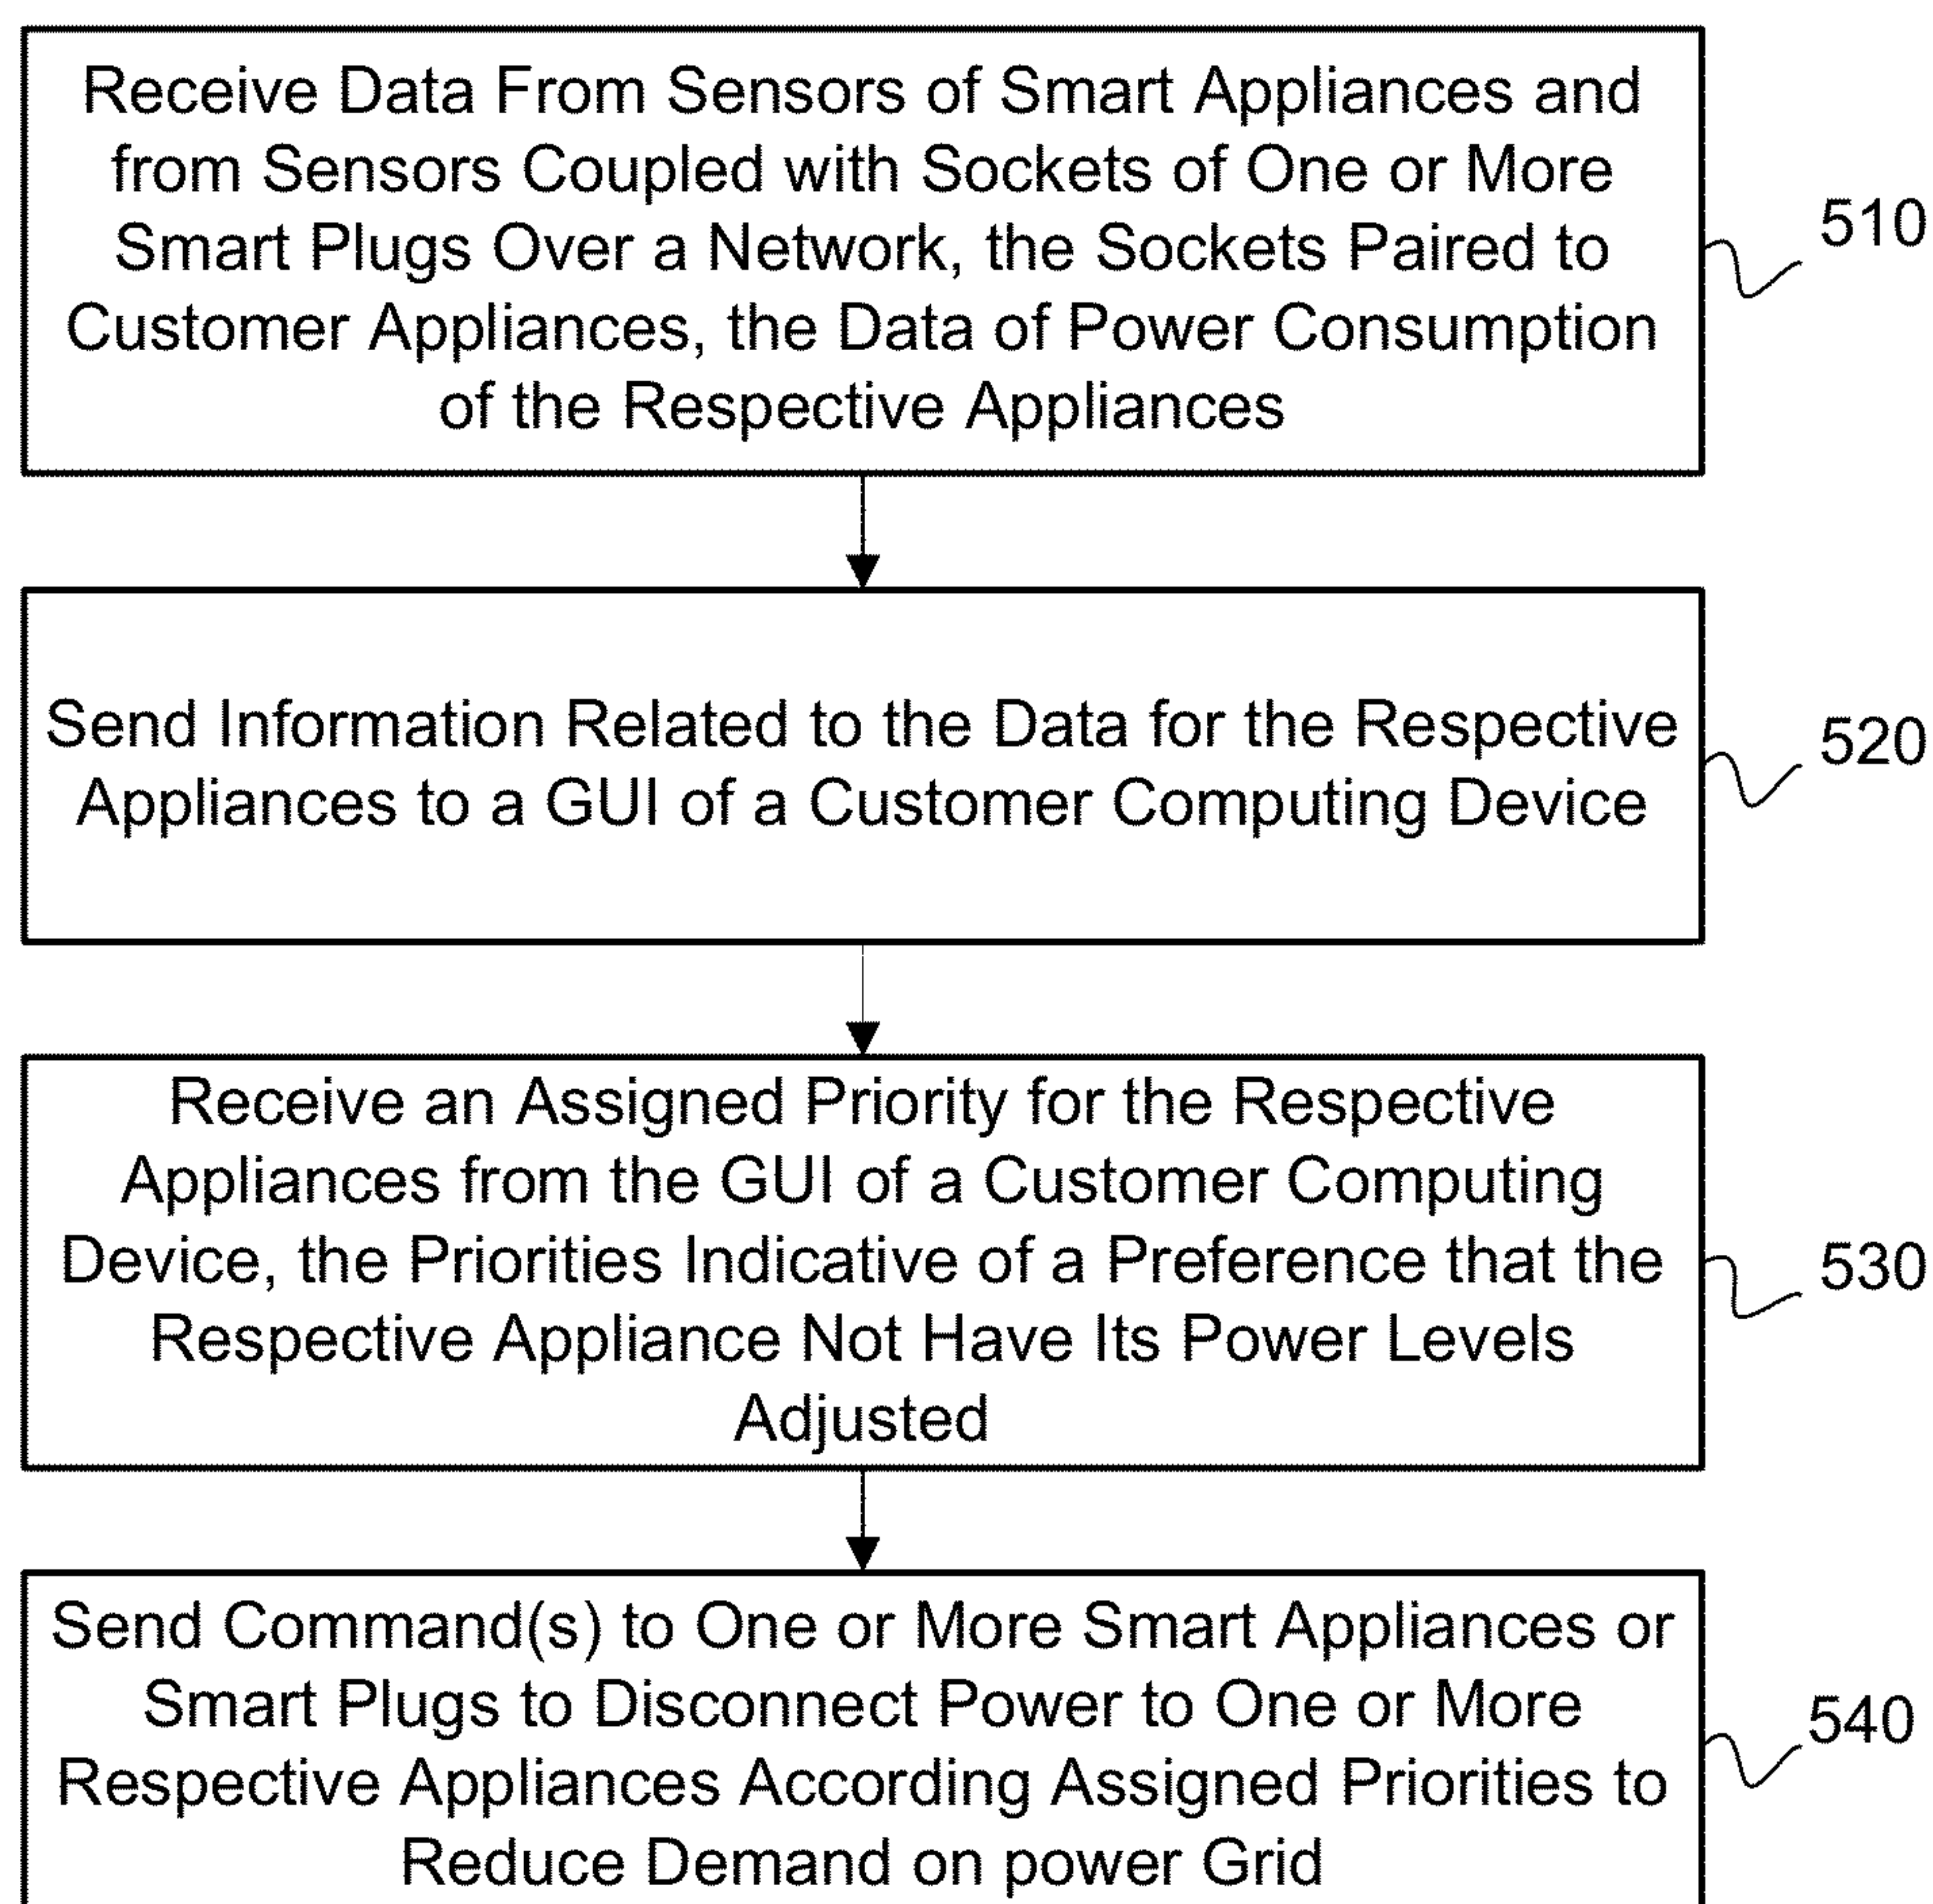 Receive Data From Sensors of Smart Appliances and
from Sensors Coupled with Sockets of One or More
Smart Plugs Over a Network, the Sockets Paired to
Customer Appliances, the Data of Power Consumption
of the Respective Appliances
510
Send Information Related to the Data for the Respective
Appliances to a GUI of a Customer Computing Device
520
Receive an Assigned Priority for the Respective
Appliances from the GUI of a Customer Computing
Device, the Priorities Indicative of a Preference that the
Respective Appliance Not Have Its Power Levels
Adjusted
530
Send Command(s) to One or More Smart Appliances or
Smart Plugs to Disconnect Power to One or More
Respective Appliances According Assigned Priorities to
Reduce Demand on power Grid
540